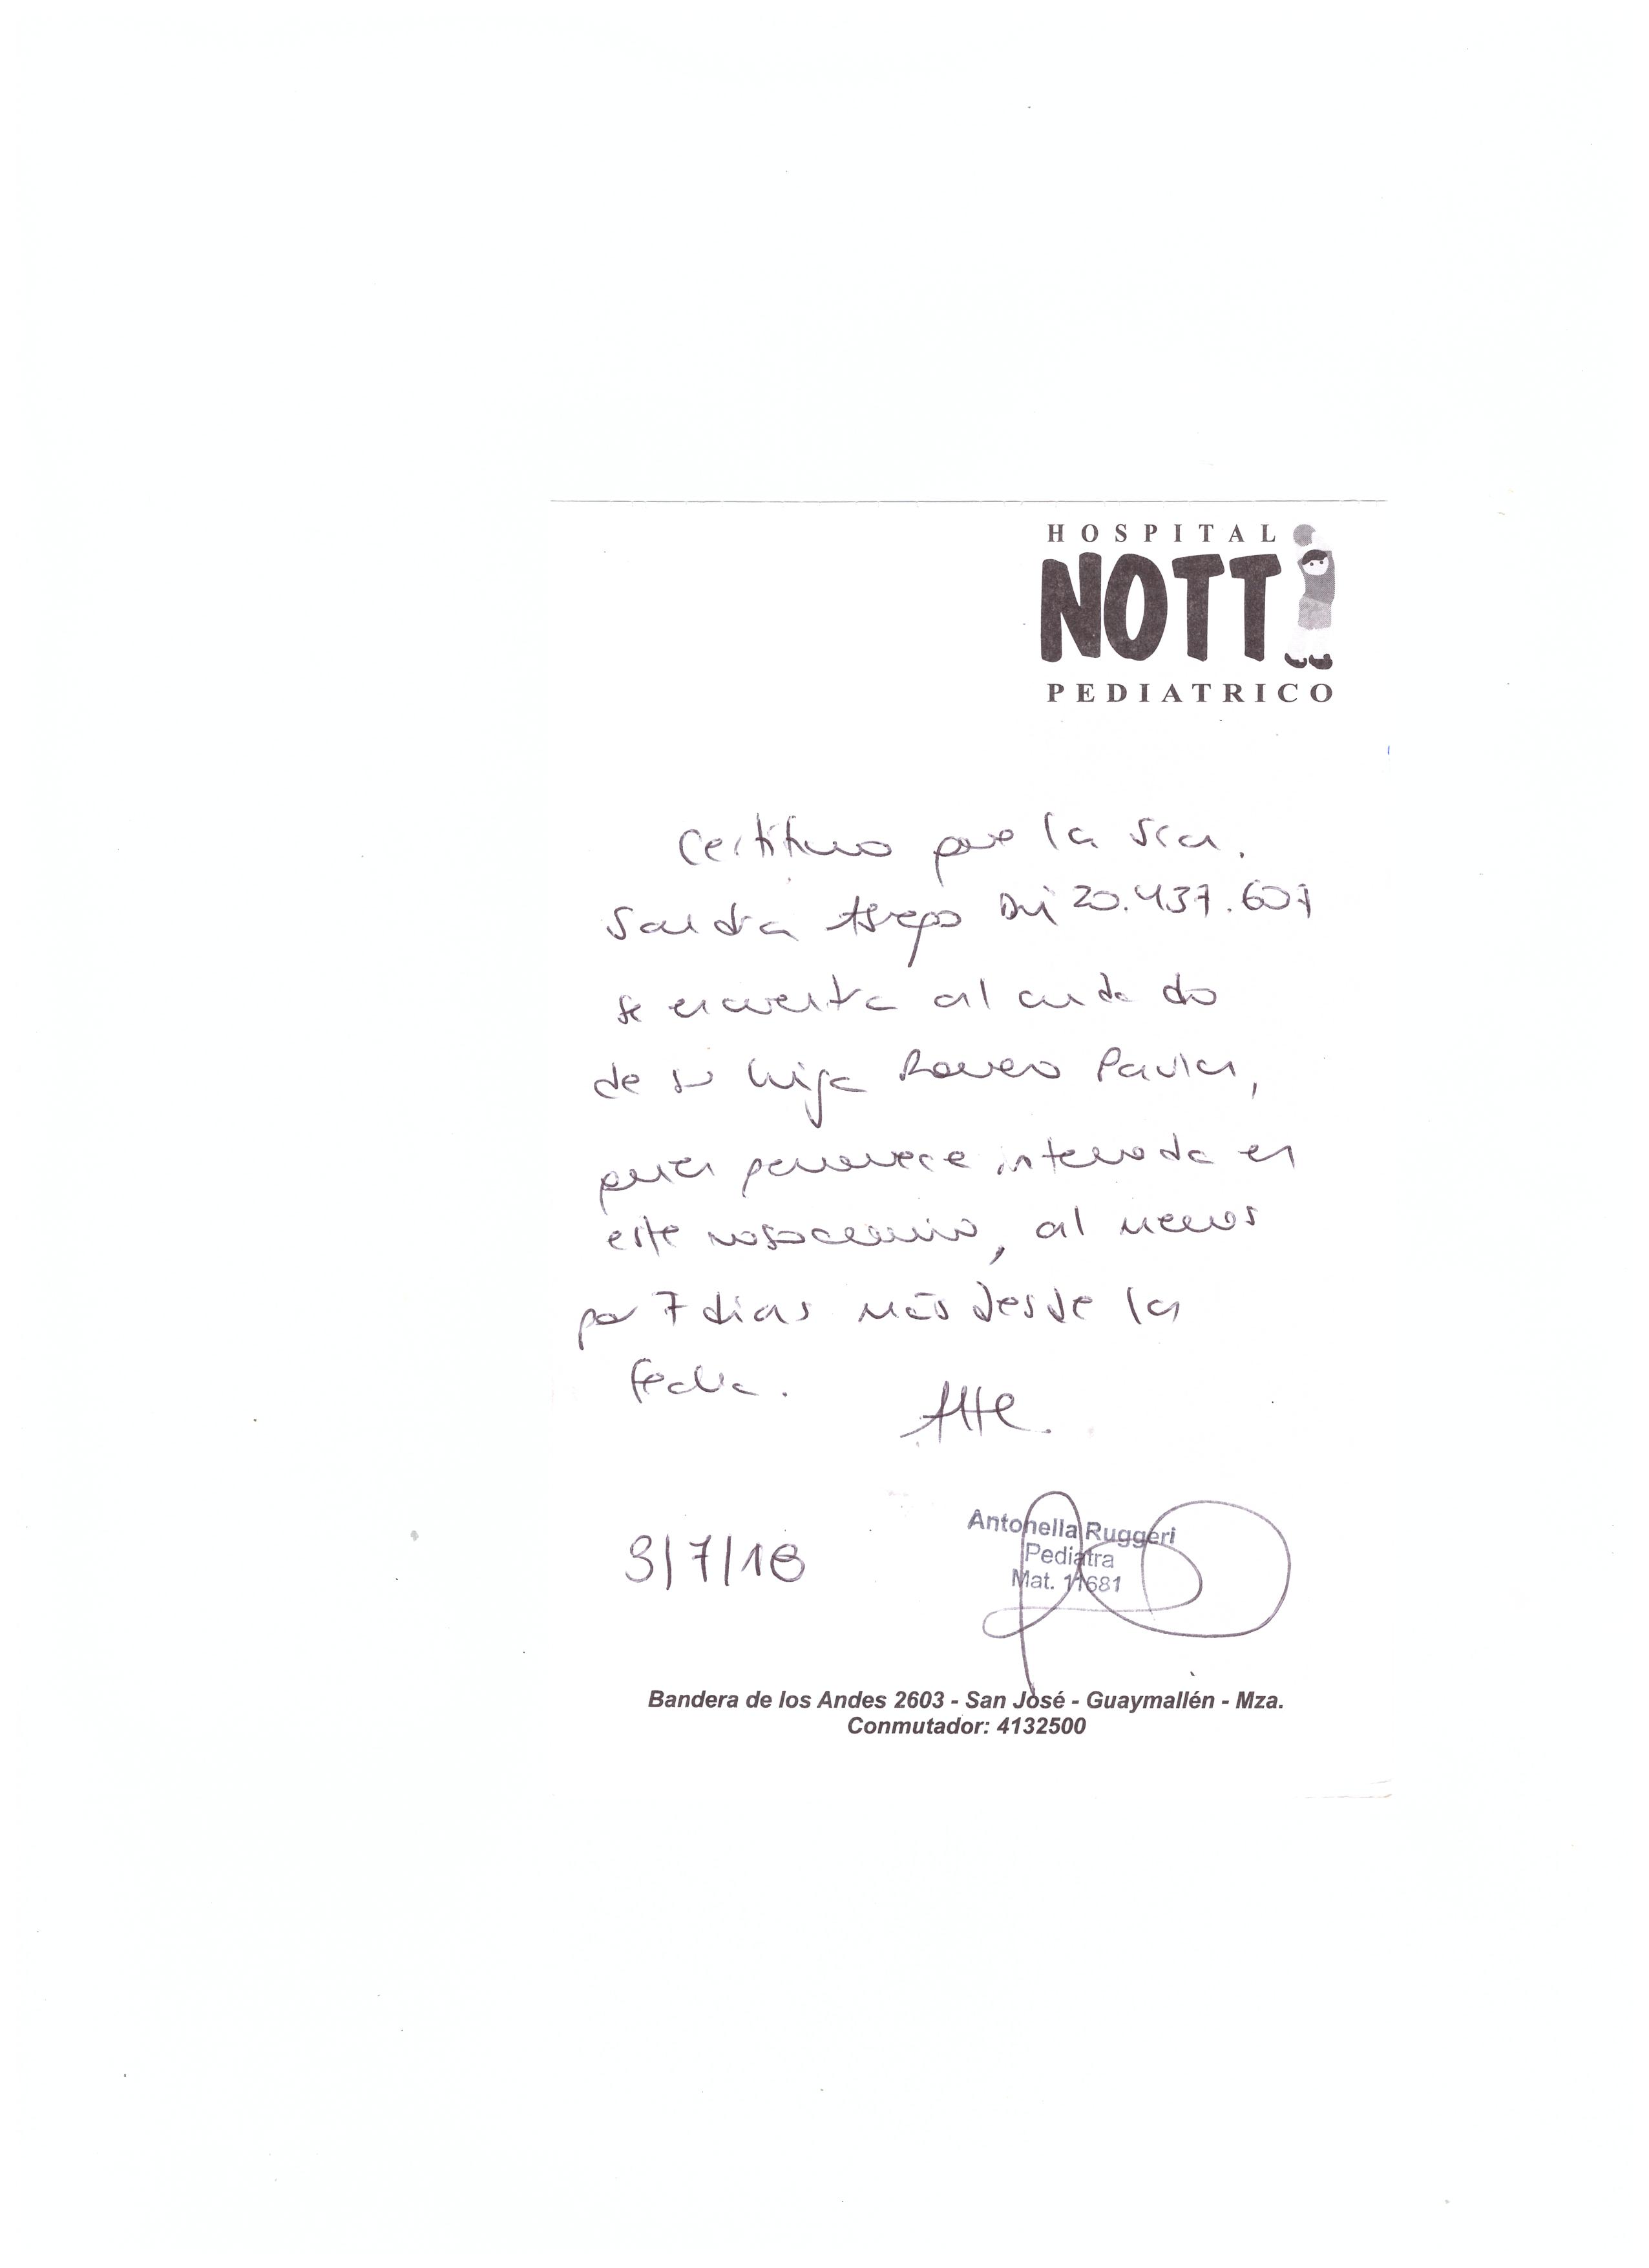 HOSPITAL
NOTTI
PEDIATRICO
Certifico que la Sra.
Sandra DNI 20.437.607
se encuentra al cuidado
de su hija Romero Paula,
quien permanece internada en
este nosocomio, al menos
por 7 dias más desde la
fecha.
Atte.
Antonella Ruggeri
Pediatra
Mat. 11681
/7/18
Bandera de los Andes 2603 - San José - Guaymallén - Mza.
Conmutador: 4132500